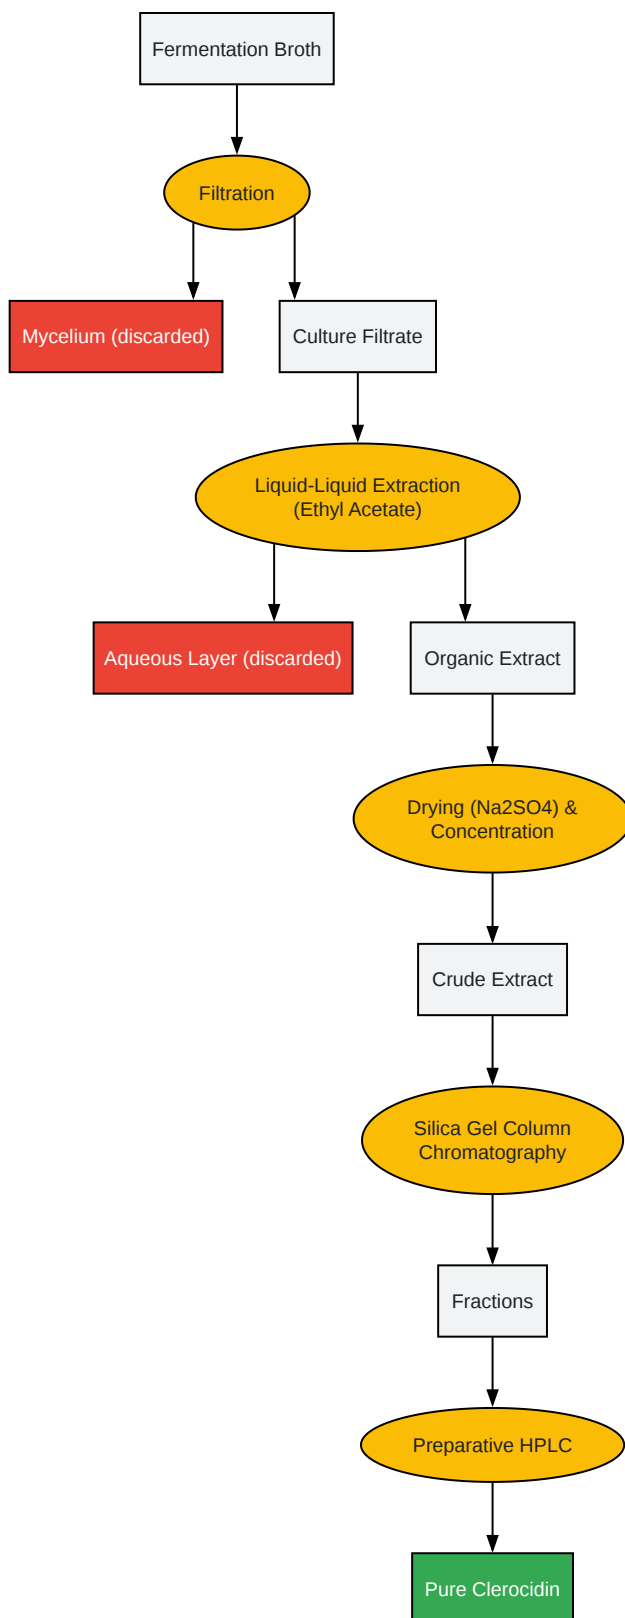 Fermentation Broth
Filtration
Mycelium (discarded)
Culture Filtrate
Liquid-Liquid Extraction
(Ethyl Acetate)
Aqueous Layer (discarded)
Organic Extract
Drying (Na2SO4) &
Concentration
Crude Extract
Silica Gel Column
Chromatography
Fractions
Preparative HPLC
Pure Clerocidin